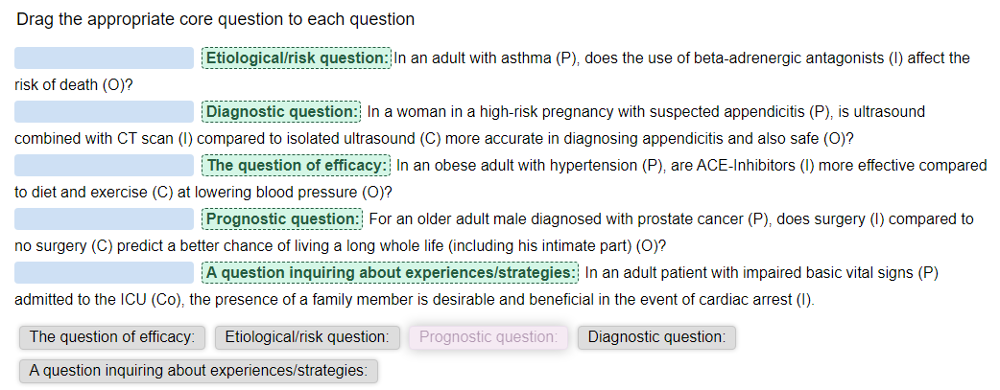 Drag the appropriate core question to each question
Etiological/risk question: In an adult with asthma (P), does the use of beta-adrenergic antagonists (I) affect the
risk of death (O)?
Diagnostic question: In a woman in a high-risk pregnancy with suspected appendicitis (P), is ultrasound
combined with CT scan (I) compared to isolated ultrasound (C) more accurate in diagnosing appendicitis and also safe (O)?
The question of efficacy: In an obese adult with hypertension (P), are ACE-Inhibitors (I) more effective compared
to diet and exercise (C) at lowering blood pressure (O)?
Prognostic question: For an older adult male diagnosed with prostate cancer (P), does surgery (I) compared to
no surgery (C) predict a better chance of living a long whole life (including his intimate part) (O)?
A question inquiring about experiences/strategies: In an adult patient with impaired basic vital signs (P)
admitted to the ICU (Co), the presence of a family member is desirable and beneficial in the event of cardiac arrest (I).
The question of efficacy: Etiological/risk question: Prognostic question: Diagnostic question:
A question inquiring about experiences/strategies: